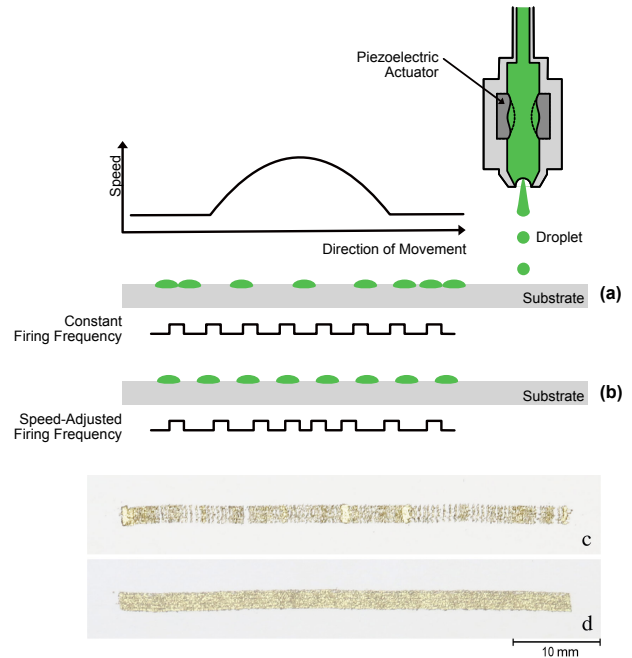 Piezoelectric
Actuator
Speed
Direction of Movement
Droplet
Substrate
(a)
Constant
Firing Frequency
Substrate
(b)
Speed-Adjusted
Firing Frequency
c
d
10 mm